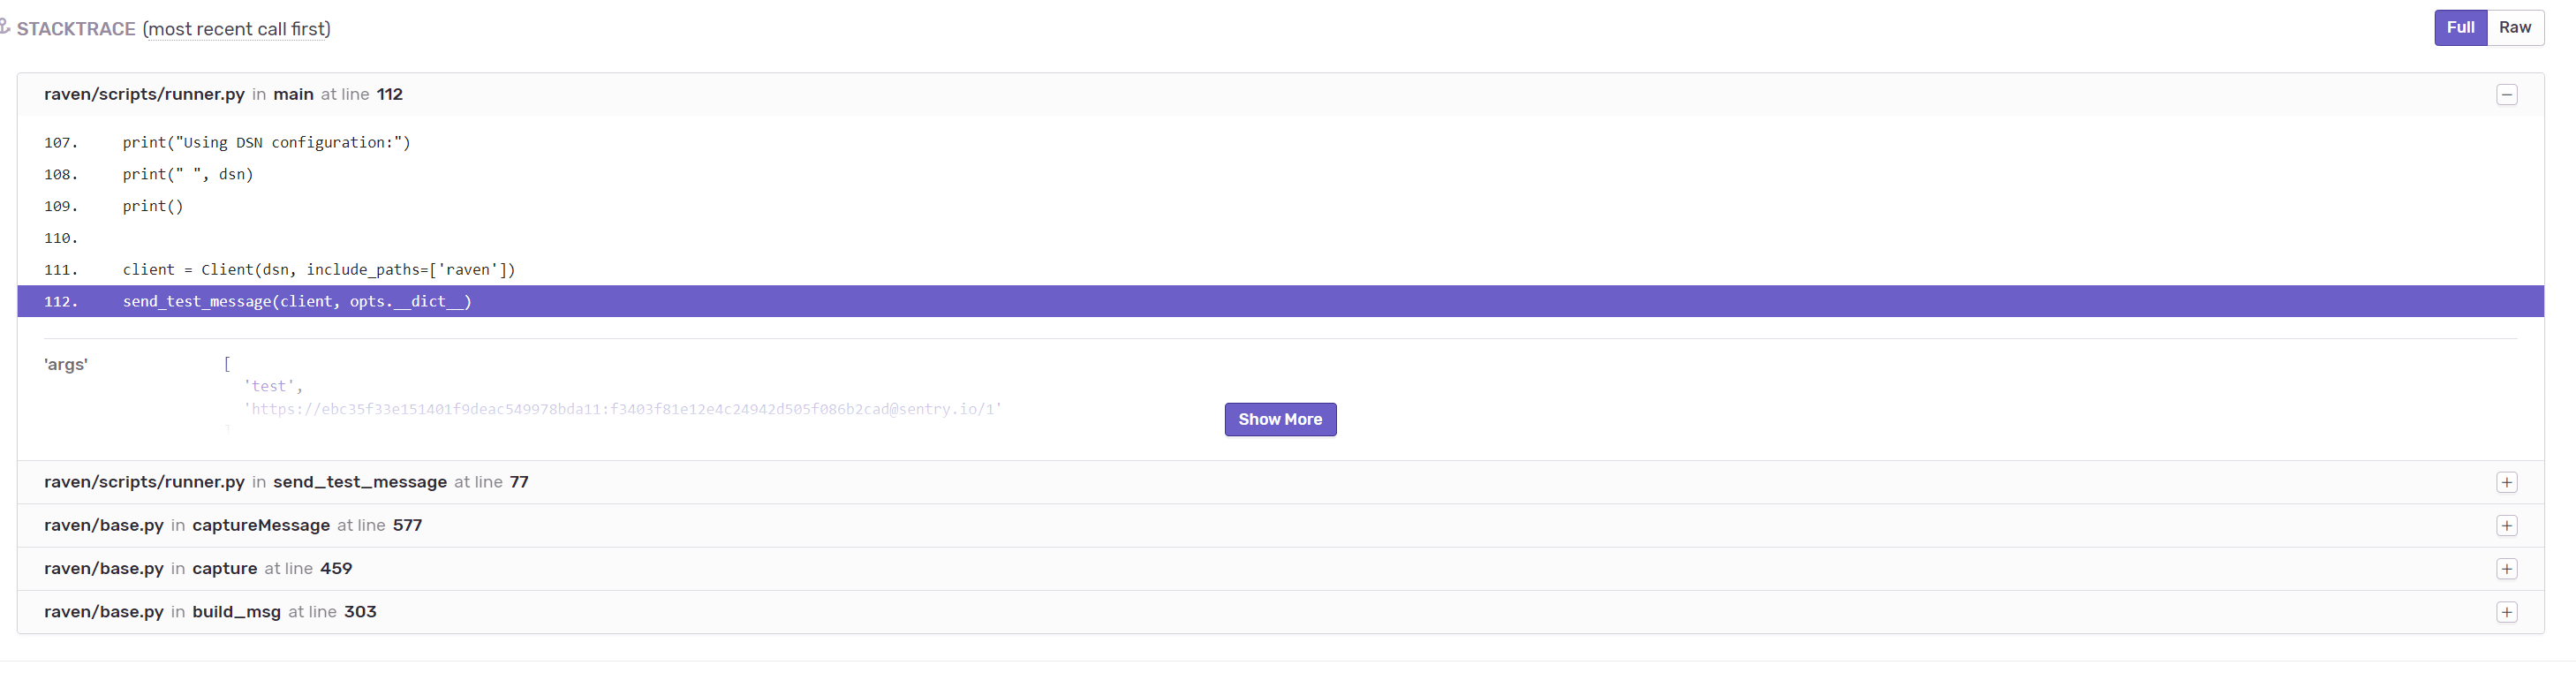 STACKTRACE (most recent call first)
Full Raw
raven/scripts/runner.py in main at line 112
107. print("Using DSN configuration:")
108. print(" ", dsn)
109. print()
110.
111. client = Client(dsn, include_paths=['raven'])
112. send_test_message(client, opts.__dict__)
'args' [
'test',
'https://ebc35f33e151401f9deac549978bda11:f3403f81e12e4c24942d505f086b2cad@sentry.io/1'
Show More
]
raven/scripts/runner.py in send_test_message at line 77
raven/base.py in captureMessage at line 577
raven/base.py in capture at line 459
raven/base.py in build_msg at line 303